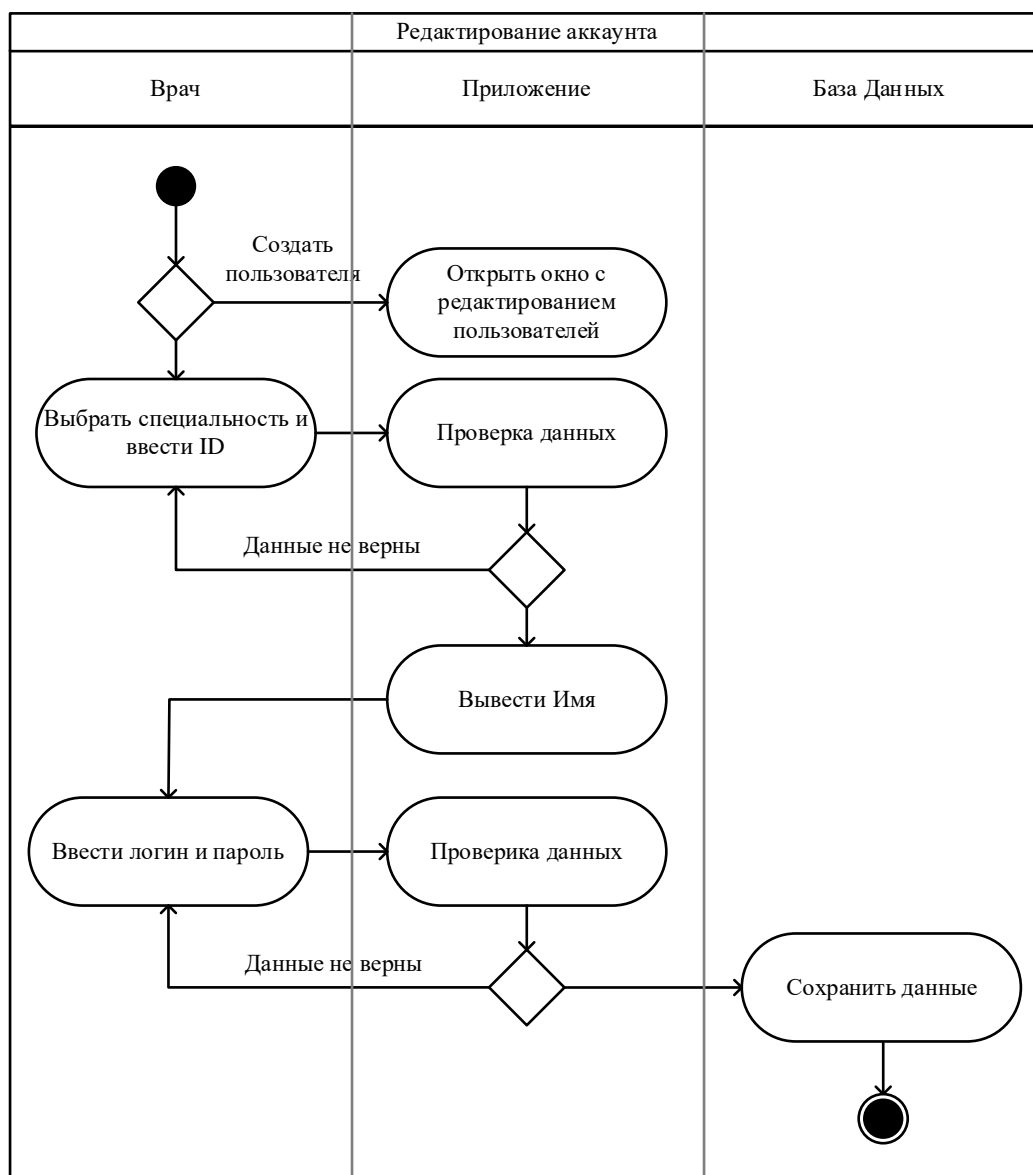 Редактирование аккаунта
Врач
Приложение
База Данных
Создать
пользователя
Открыть окно с
редактированием
пользователей
Выбрать специальность и
ввести ID
Проверка данных
Данные не верны
Вывести Имя
Ввести логин и пароль
Проверика данных
Данные не верны
Сохранить данные